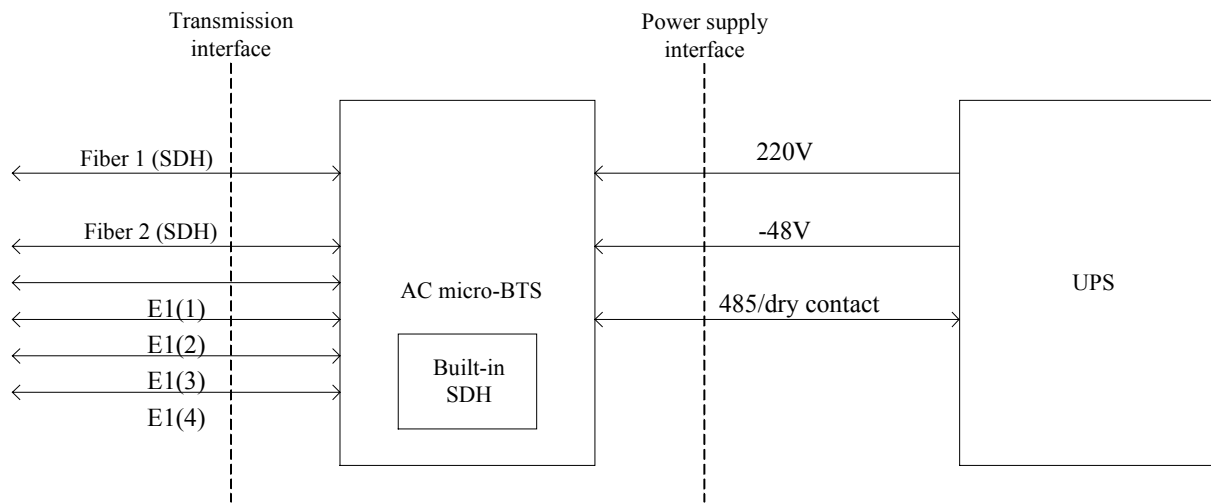 Transmission
interface
Power supply
interface
Fiber 1 (SDH)
220V
Fiber 2 (SDH)
-48V
AC micro-BTS
UPS
E1(1)
485/dry contact
E1(2)
E1(3)
E1(4)
Built-in
SDH